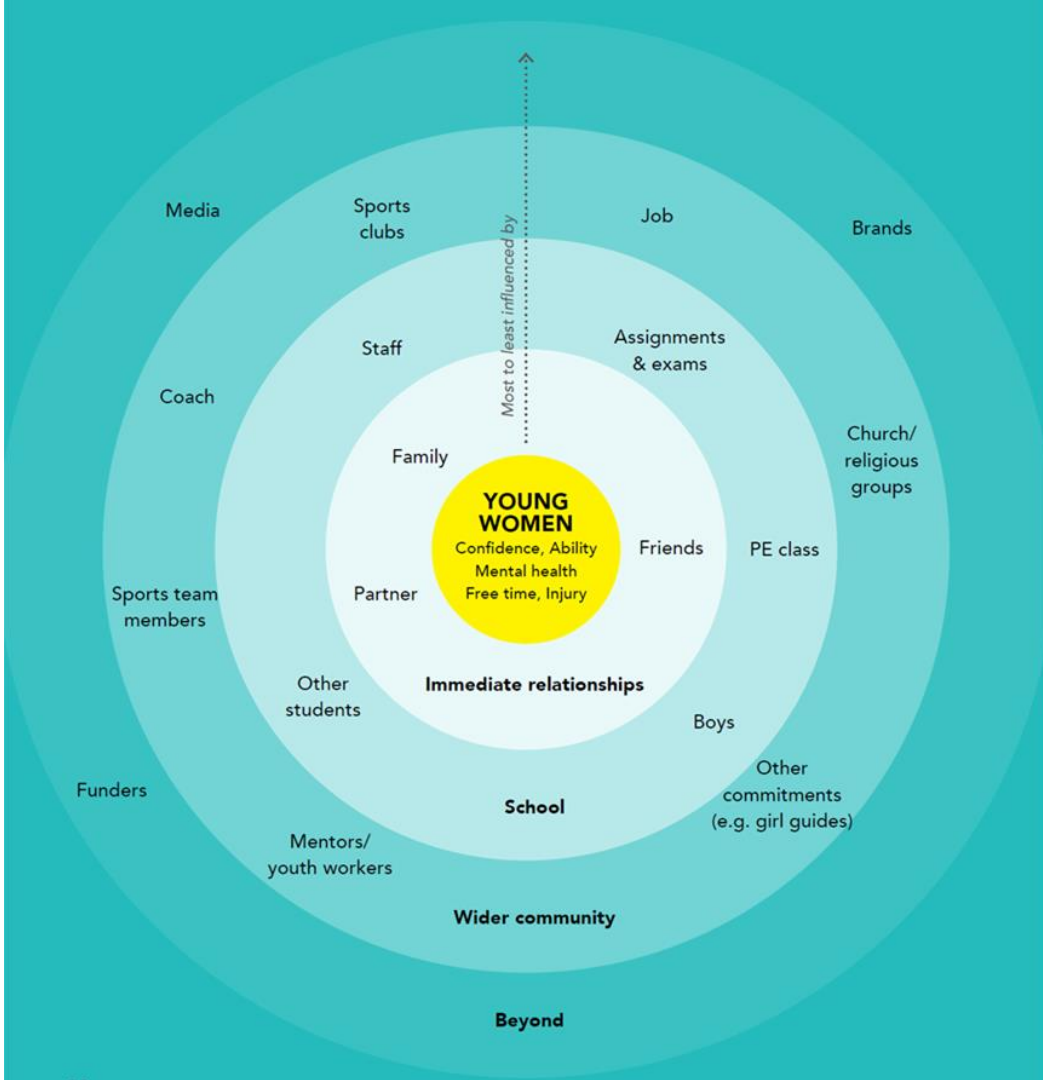 Media
Sports
clubs
Job
Brands
Most to least influenced by
Staff
Assignments
& exams
Coach
Church/
religious
groups
Family
YOUNG
WOMEN
Confidence, Ability
Mental health
Free time, Injury
Friends
PE class
Partner
Sports team
members
Other
students
Immediate relationships
Boys
Funders
Other
commitments
(e.g. girl guides)
School
Mentors/
youth workers
Wider community
Beyond